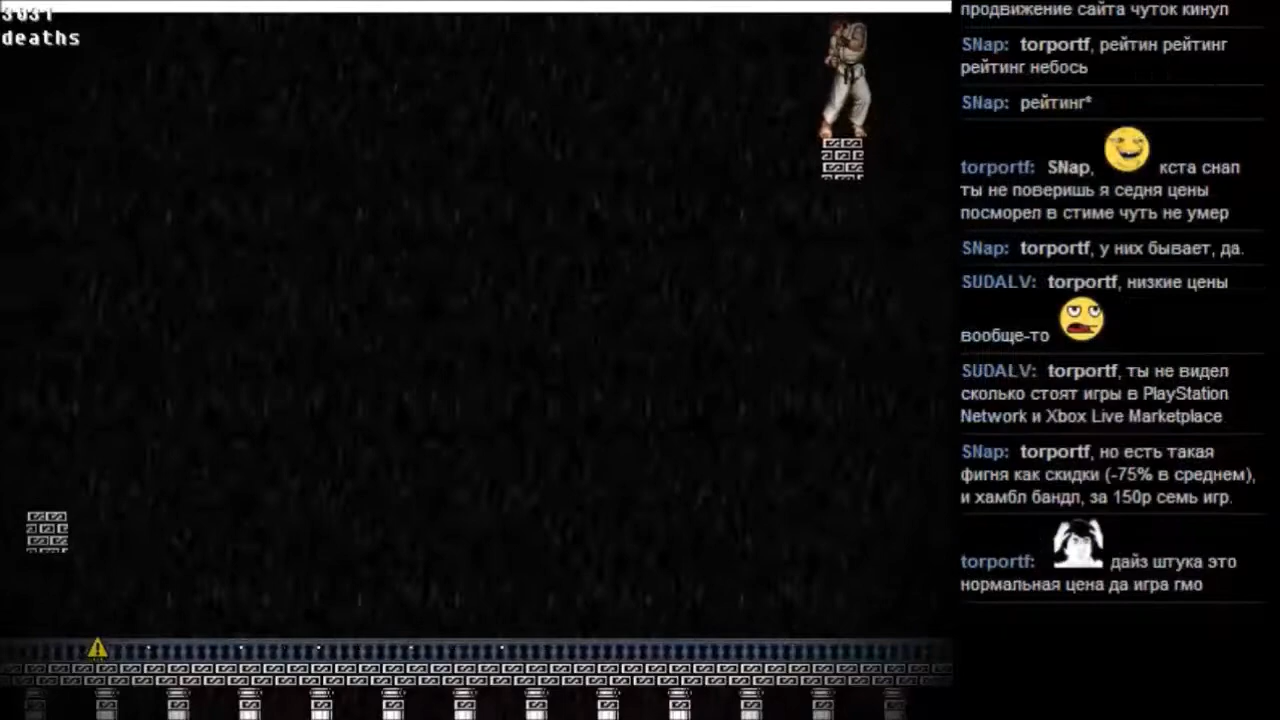 3031
deaths
продвижение сайта чуток кинул
SNap: torportf, рейтин рейтинг
рейтинг небось
SNap: рейтинг*
torportf: SNap, кста снап
ты не поверишь я седня цены
посморел в стиме чуть не умер
SNap: torportf, у них бывает, да.
SUDALV: torportf, низкие цены
вообще-то
SUDALV: torportf, ты не видел
сколько стоят игры в PlayStation
Network и Xbox Live Marketplace
SNap: torportf, но есть такая
фигня как скидки (-75% в среднем),
и хамбл бандл, за 150р семь игр.
torportf: дайз штука это
нормальная цена да игра гмо